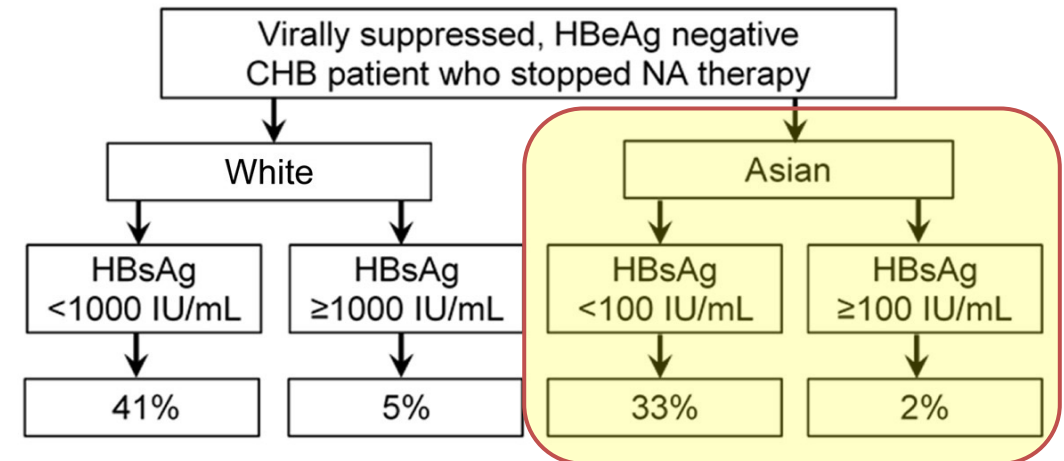 Virally suppressed, HBeAg negative
CHB patient who stopped NA therapy
White
Asian
HBsAg
<1000 IU/mL
HBsAg
≥1000 IU/mL
HBsAg
<100 IU/mL
HBsAg
≥100 IU/mL
41%
5%
33%
2%